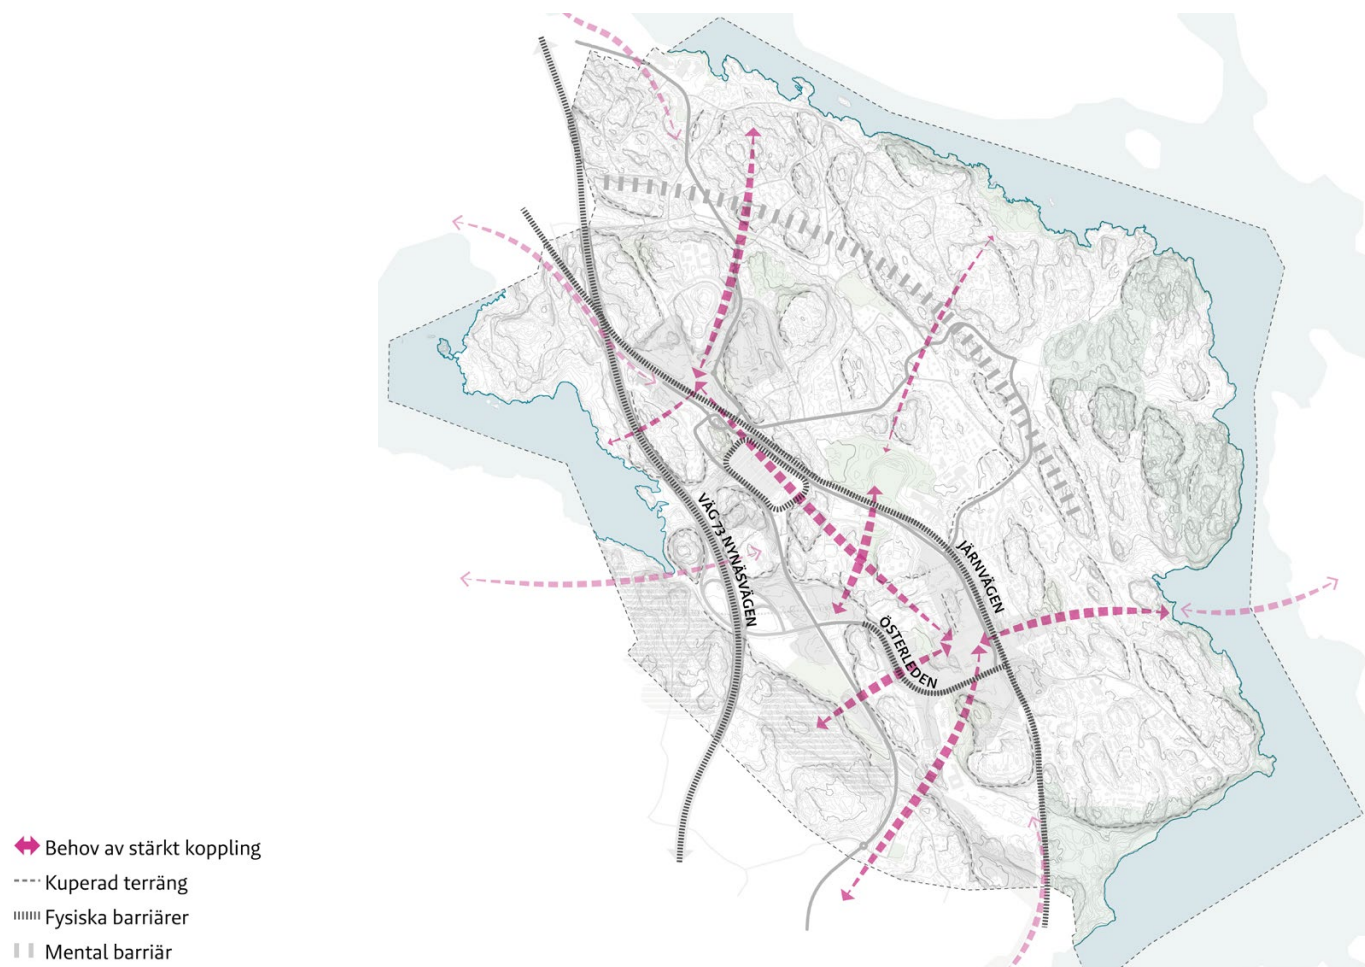 VÄG 73 NYNÄSVÄGEN
JÄRNVÄGEN
ÖSTERLEDEN
Behov av stärkt koppling
Kuperad terräng
Fysiska barriärer
Mental barriär